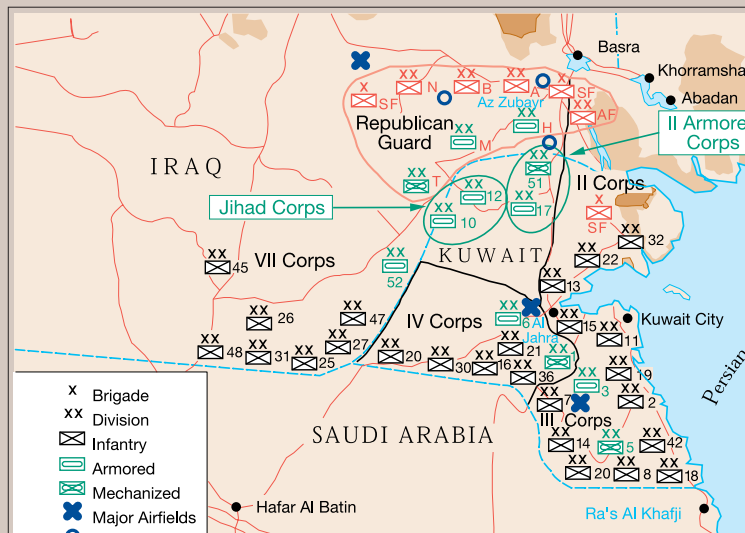 Basra
Khorramsha
Abadan
XX
N
XX
B
XX
A
X
SF
X
SF
XX
AF
Az Zubayr
Republican
Guard
XX
M
XX
H
II Armore
Corps
IRAQ
XX
T
XX
51
II Corps
Jihad Corps
XX
12
XX
10
XX
17
X
SF
XX
32
XX
22
KUWAIT
VII Corps
XX
45
XX
52
XX
13
XX
26
XX
47
IV Corps
XX
6
Al
Jahra
XX
15
Kuwait City
XX
11
XX
48
XX
31
XX
25
XX
27
XX
20
XX
30
XX
16
XX
21
XX
1
XX
36
XX
3
XX
19
XX
2
XX
7
III Corps
Persian
SAUDI ARABIA
XX
14
XX
5
XX
42
XX
20
XX
8
XX
18
X Brigade
XX Division
Infantry
Armored
Mechanized
Major Airfields
Hafar Al Batin
Ra's Al Khafji